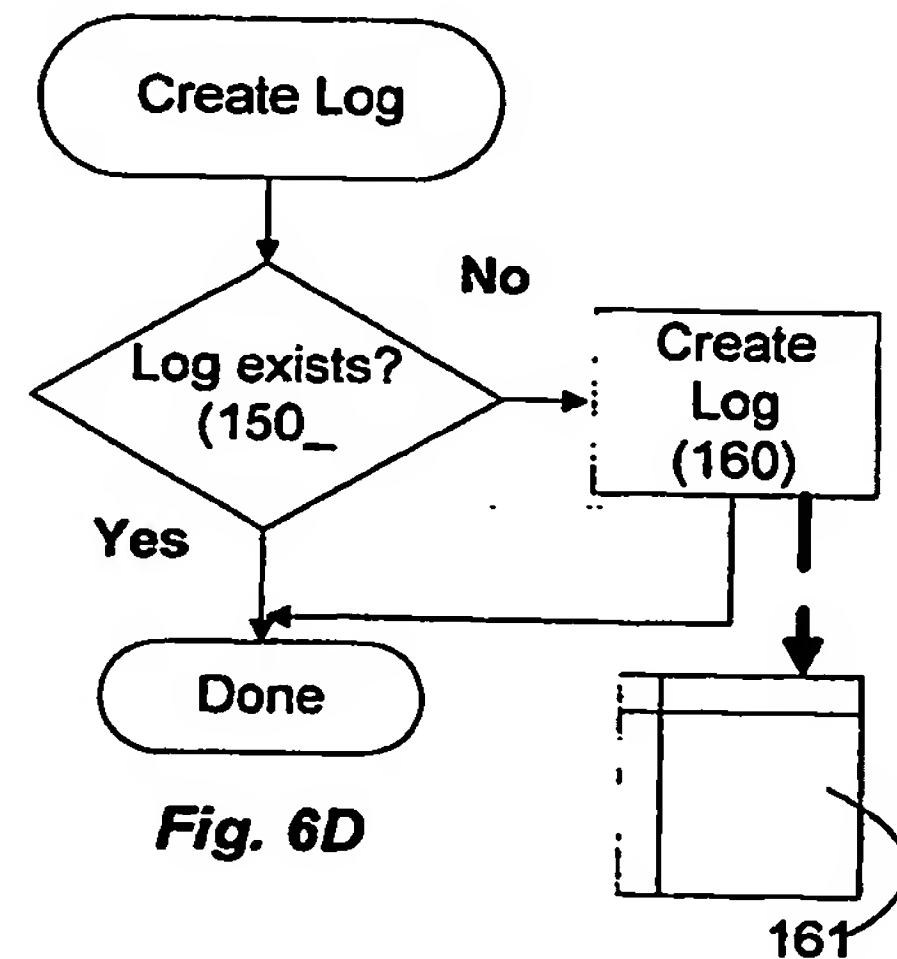 Create Log
No
Log exists?
(150_
Create
Log
(160)
Yes
Done
Fig. 6D
161